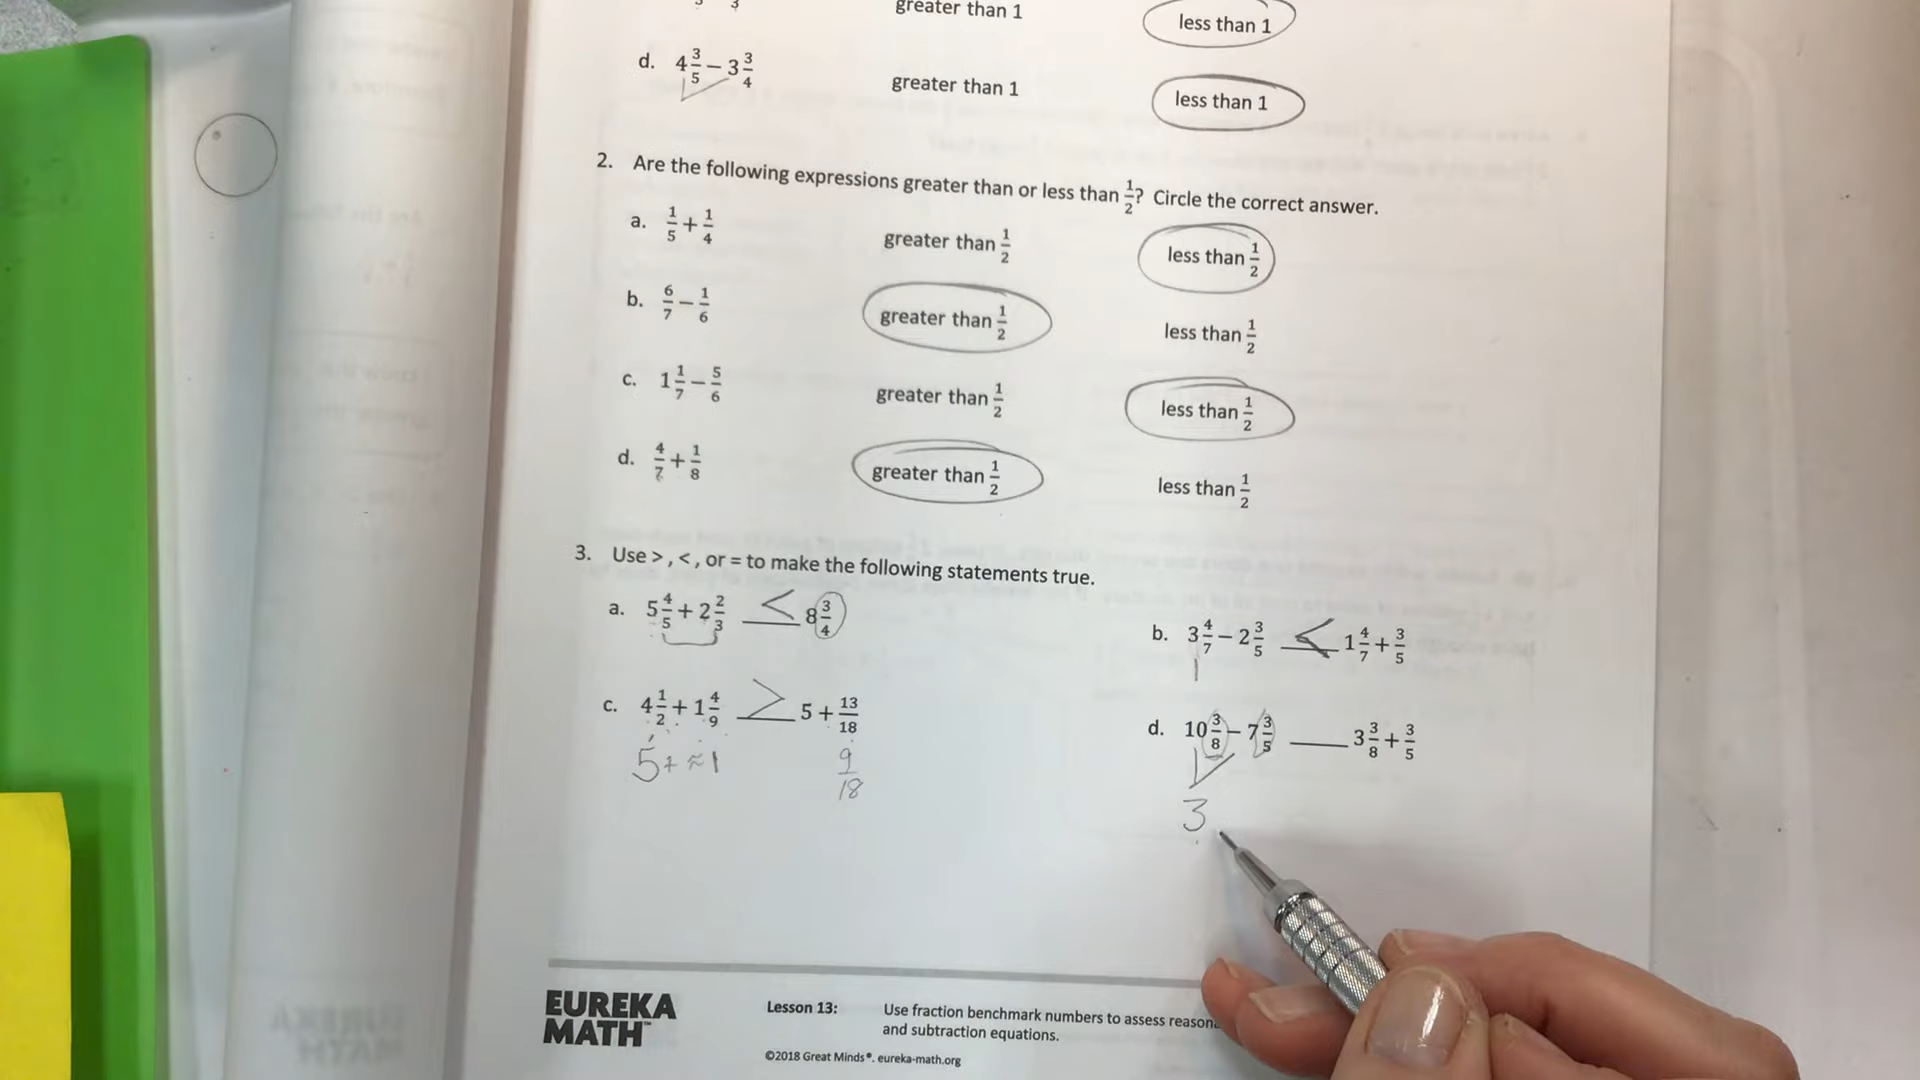 greater than 1 less than 1
d. 4 3/5 – 3 3/4 greater than 1 less than 1
2. Are the following expressions greater than or less than 1/2? Circle the correct answer.
a. 1/5 + 1/4 greater than 1/2 less than 1/2
b. 6/7 – 1/6 greater than 1/2 less than 1/2
c. 1 1/7 – 5/6 greater than 1/2 less than 1/2
d. 4/7 + 1/8 greater than 1/2 less than 1/2
3. Use > , < , or = to make the following statements true.
a. 5 4/5 + 2 2/3 < 8 3/4
b. 3 4/7 – 2 3/5 < 1 4/7 + 3/5
1
c. 4 1/2 + 1 4/9 > 5 + 13/18
5 + ≈1 9/18
d. 10 3/8 – 7 3/5 ____ 3 3/8 + 3/5
3
EUREKA
MATH™
Lesson 13: Use fraction benchmark numbers to assess
and subtraction equations.
©2018 Great Minds®. eureka-math.org